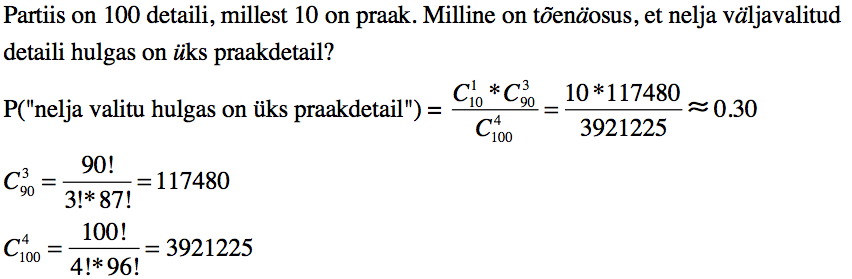 Partiis on 100 detaili, millest 10 on praak. Milline on tõenäosus, et nelja väljavalitud
detaili hulgas on üks praakdetail?
P("nelja valitu hulgas on üks praakdetail") = \frac{C_{10}^{1} * C_{90}^{3}}{C_{100}^{4}} = \frac{10*117480}{3921225} ≈ 0.30
C_{90}^{3} = \frac{90!}{3!*87!} = 117480
C_{100}^{4} = \frac{100!}{4!*96!} = 3921225